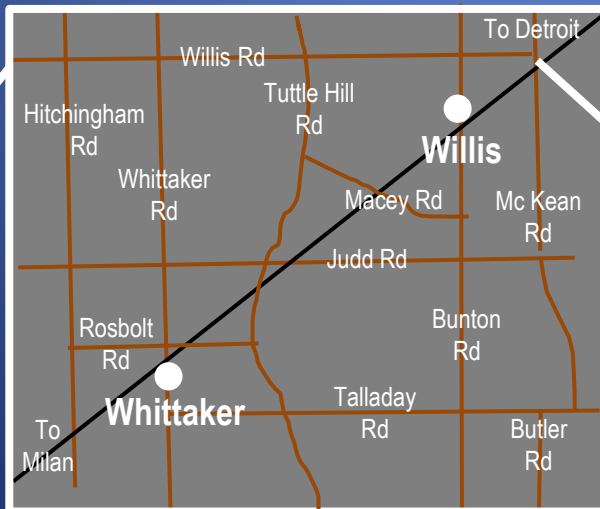 To Detroit
Willis Rd
Hitchingham
Rd
Tuttle Hill
Rd
Willis
Whittaker
Rd
Macey Rd
Mc Kean
Rd
Judd Rd
Rosbolt
Rd
Bunton
Rd
Whittaker
Talladay
Rd
To
Milan
Butler
Rd